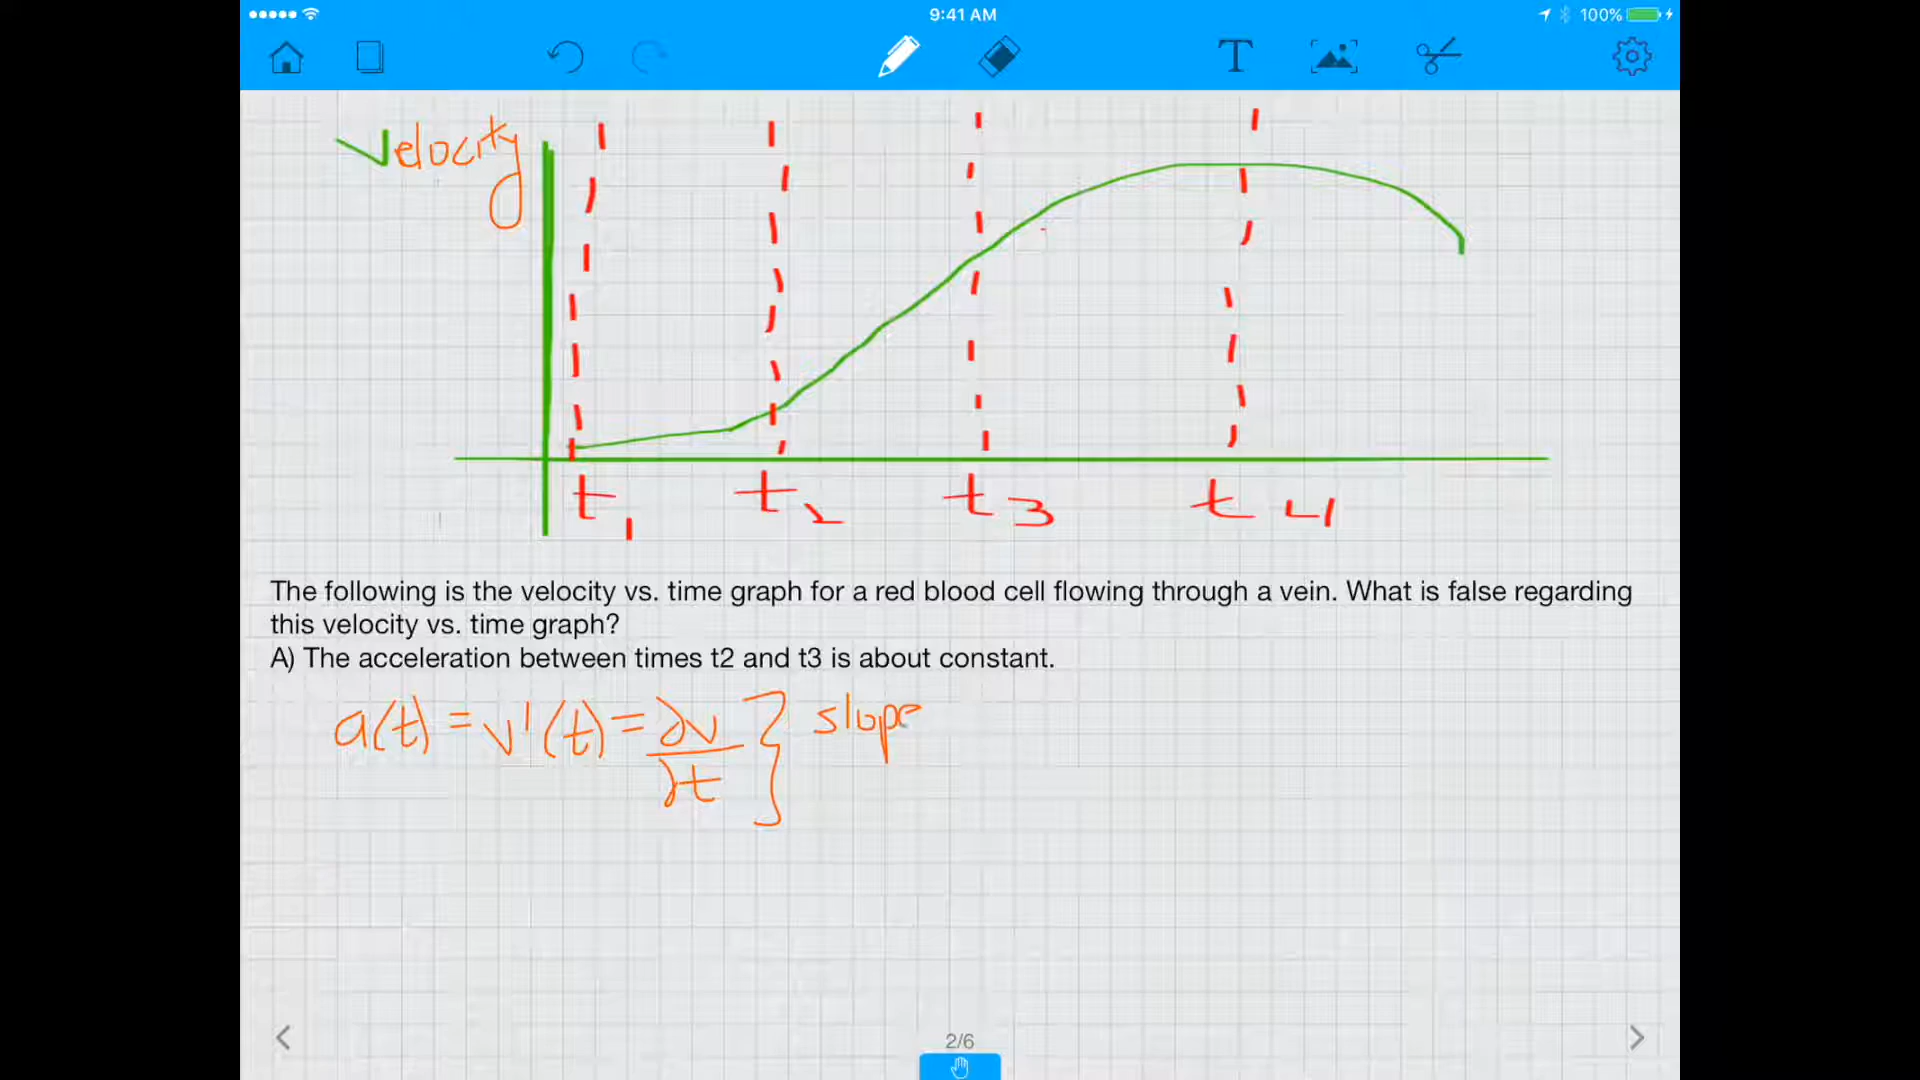 9:41 AM
100%
T
Velocity
t1 t2 t3 t4
The following is the velocity vs. time graph for a red blood cell flowing through a vein. What is false regarding
this velocity vs. time graph?
A) The acceleration between times t2 and t3 is about constant.
a(t) = v'(t) = ∂v/∂t } slope
2/6